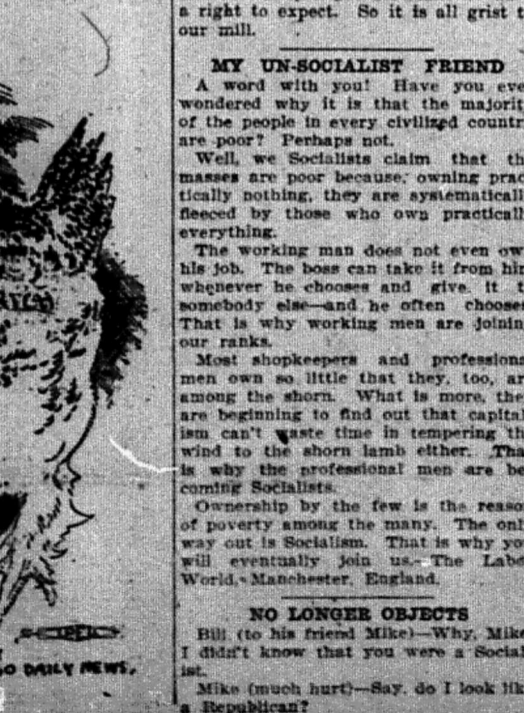 a right to expect. So it is all grist t
our mill.
MY UN-SOCIALIST FRIEND
A word with you! Have you eve
wondered why it is that the majorit
of the people in every civilized countr
are poor? Perhaps not.
Well, we Socialists claim that th
masses are poor because, owning prac
tically nothing, they are systematicall
fleeced by those who own practicall
everything.
The working man does not even ow
his job. The boss can take it from him
whenever he chooses and give it t
somebody else—and he often choose
That is why working men are joinin
our ranks.
Most shopkeepers and professiona
men own so little that they, too, ar
among the shorn. What is more, the
are beginning to find out that capital
ism can't waste time in tempering th
wind to the shorn lamb either. Tha
is why the professional men are be
coming Socialists.
Ownership by the few is the reaso
of poverty among the many. The onl
way out is Socialism. That is why yo
will eventually join us.—The Labo
World, Manchester, England.
NO LONGER OBJECTS
Bill (to his friend Mike)—Why, Mike
I didn't know that you were a Social
ist.
Mike (much hurt)—Say, do I look lik
a Republican?
O DAILY NEWS.